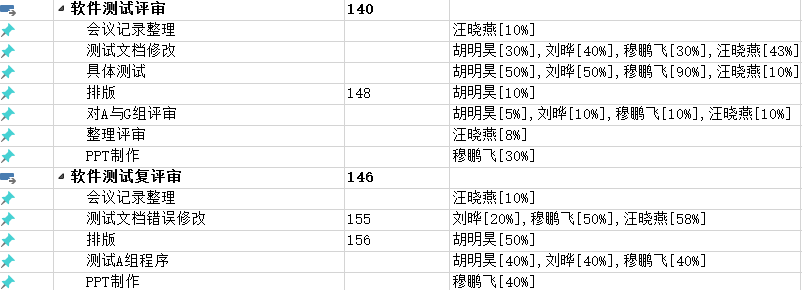 软件测试评审 140
会议记录整理 汪晓燕[10%]
测试文档修改 胡明昊[30%],刘晔[40%],穆鹏飞[30%],汪晓燕[43%]
具体测试 胡明昊[50%],刘晔[50%],穆鹏飞[90%],汪晓燕[10%]
排版 148 胡明昊[10%]
对A与G组评审 胡明昊[5%],刘晔[10%],穆鹏飞[10%],汪晓燕[10%]
整理评审 汪晓燕[8%]
PPT制作 穆鹏飞[30%]
软件测试复评审 146
会议记录整理 汪晓燕[10%]
测试文档错误修改 155 刘晔[20%],穆鹏飞[50%],汪晓燕[58%]
排版 156 胡明昊[50%]
测试A组程序 胡明昊[40%],刘晔[40%],穆鹏飞[40%]
PPT制作 穆鹏飞[40%]